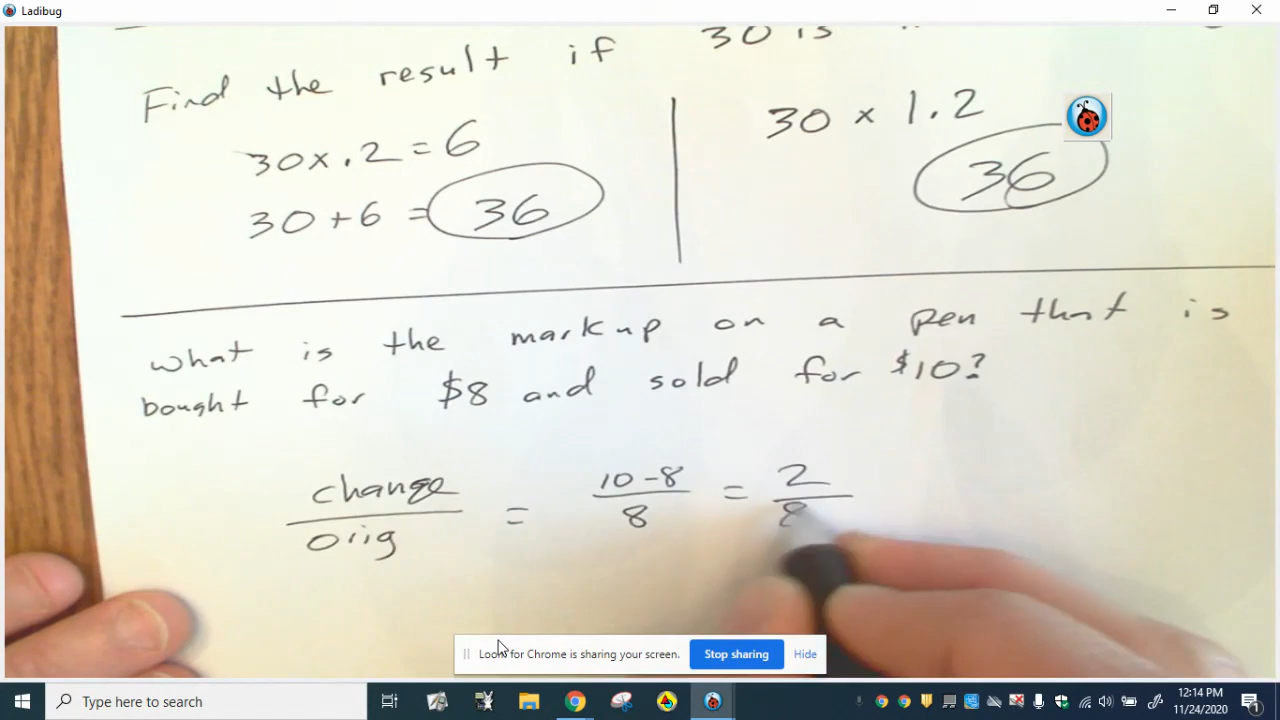 Ladibug
Find the result if 30 is
30 x .2 = 6
30 + 6 = 36
30 x 1.2
36
what is the markup on a pen that is
bought for $8 and sold for $10?
change/orig = 10-8/8 = 2/8
Loom for Chrome is sharing your screen. Stop sharing Hide
Type here to search
12:14 PM
11/24/2020
1